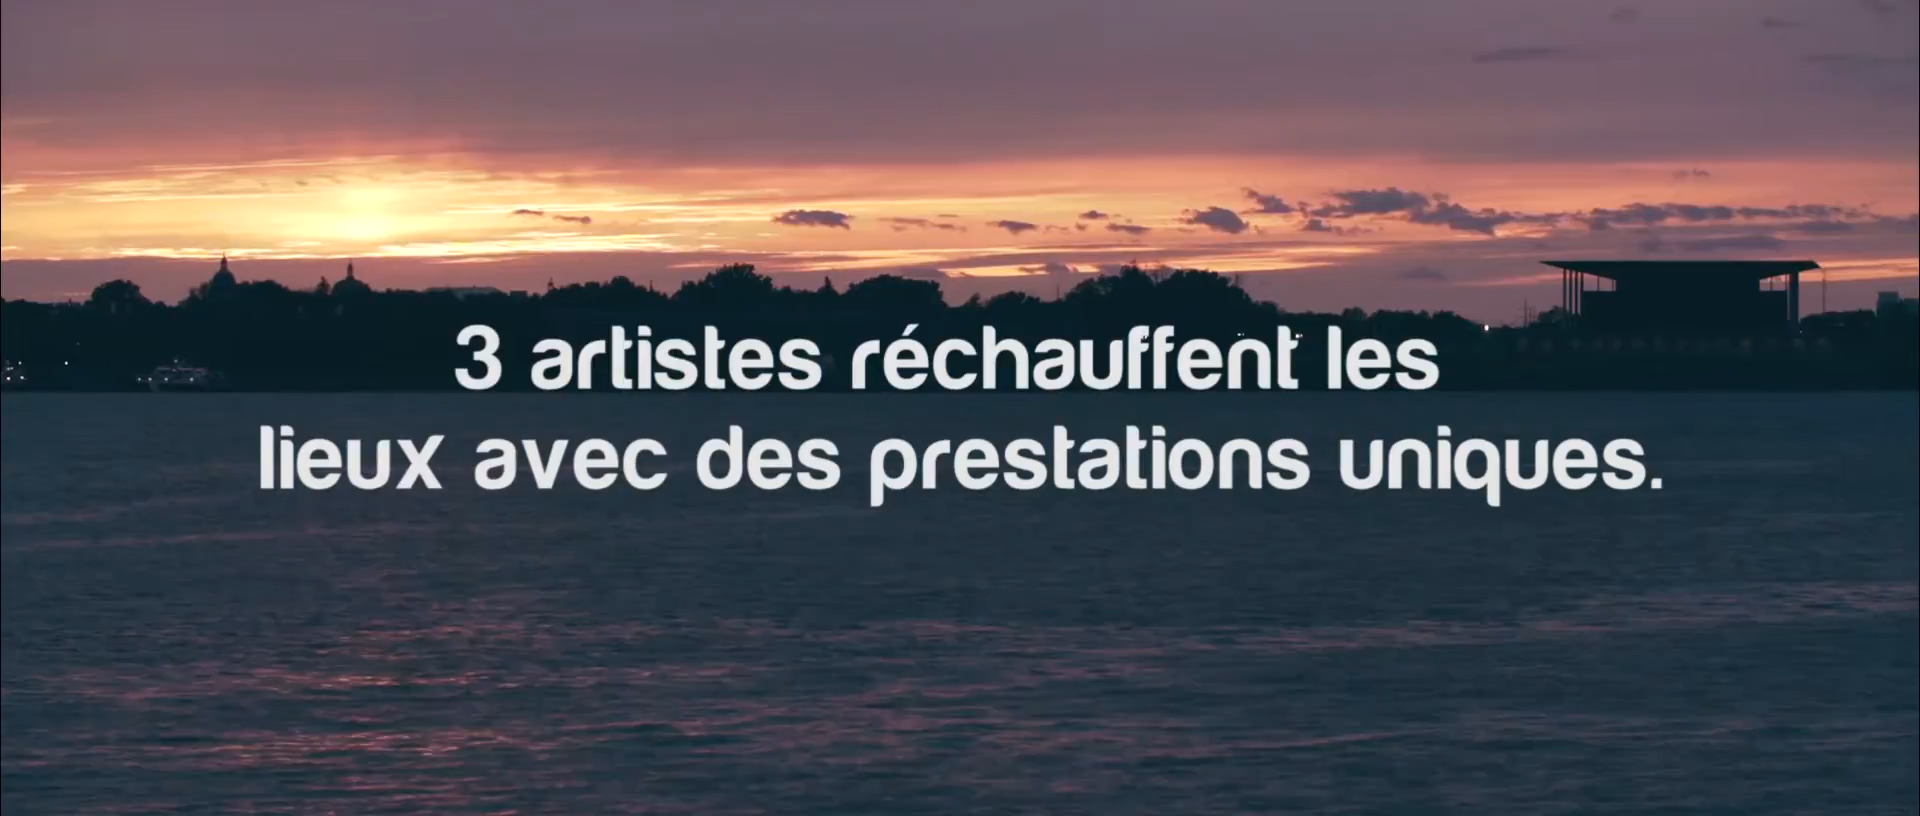 3 artistes réchauffent les
lieux avec des prestations uniques.